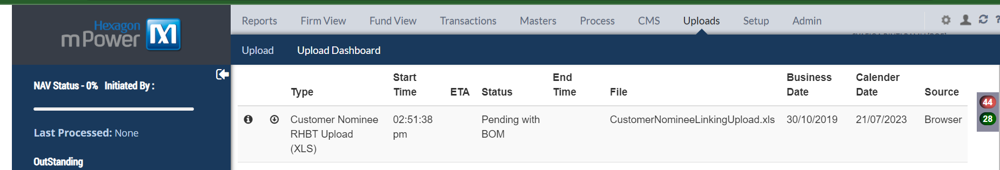 Hexagon
mPower
Reports Firm View Fund View Transactions Masters Process CMS Uploads Setup Admin
Upload Upload Dashboard
NAV Status - 0% Initiated By :
Last Processed: None
OutStanding
Type Start Time ETA Status End Time File Business Date Calender Date Source
Customer Nominee RHBT Upload (XLS) 02:51:38 pm Pending with BOM CustomerNomineeLinkingUpload.xls 30/10/2019 21/07/2023 Browser
44
28